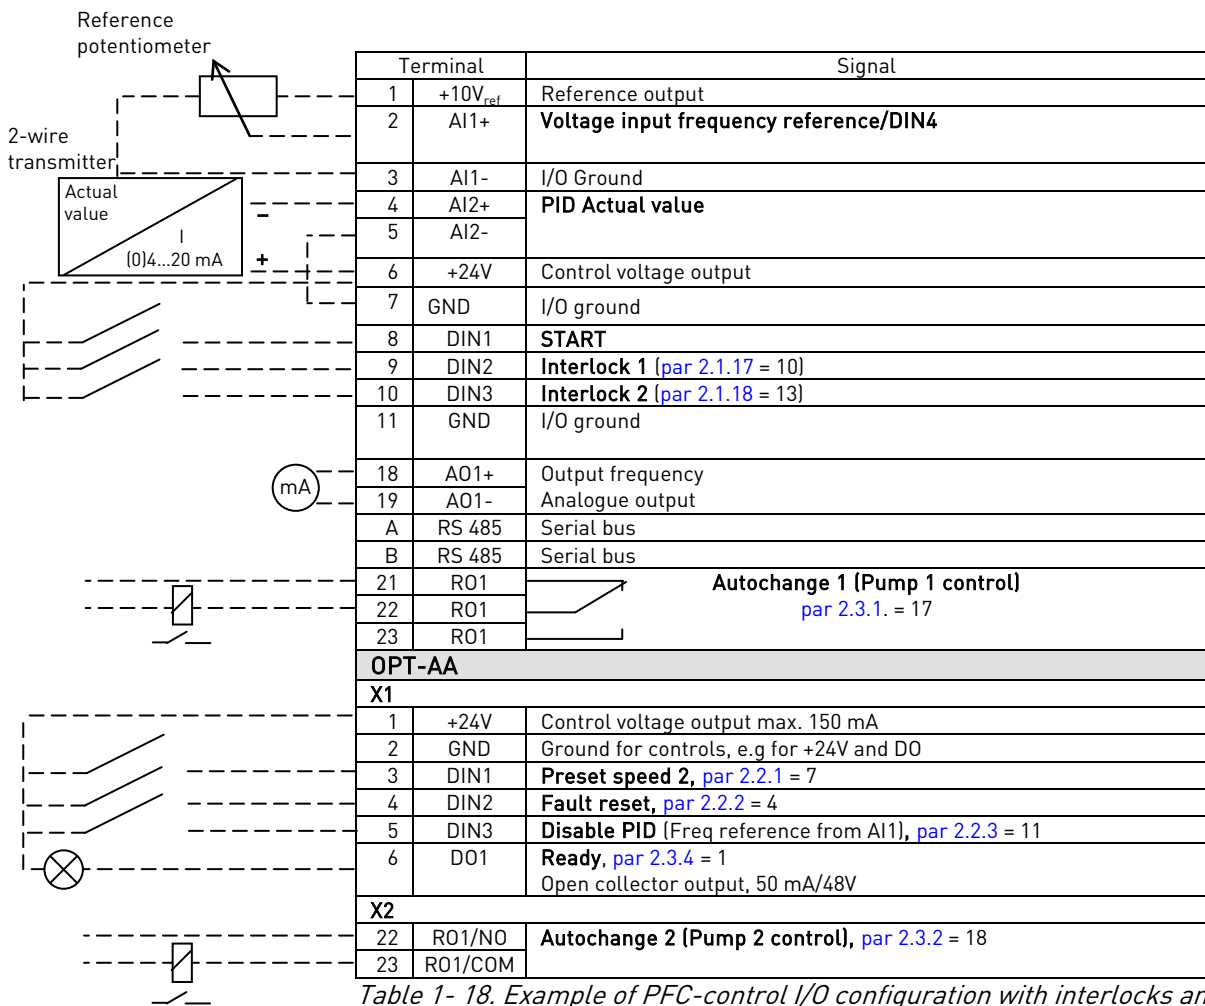 Reference
potentiometer
2-wire
transmitter
Actual
value
I
(0)4...20 mA
−
+
mA
Terminal Signal
1 +10Vref Reference output
2 AI1+ Voltage input frequency reference/DIN4
3 AI1- I/O Ground
4 AI2+ PID Actual value
5 AI2-
6 +24V Control voltage output
7 GND I/O ground
8 DIN1 START
9 DIN2 Interlock 1 (par 2.1.17 = 10)
10 DIN3 Interlock 2 (par 2.1.18 = 13)
11 GND I/O ground
18 AO1+ Output frequency
19 AO1- Analogue output
A RS 485 Serial bus
B RS 485 Serial bus
21 RO1 Autochange 1 (Pump 1 control)
22 RO1 par 2.3.1. = 17
23 RO1
OPT-AA
X1
1 +24V Control voltage output max. 150 mA
2 GND Ground for controls, e.g for +24V and DO
3 DIN1 Preset speed 2, par 2.2.1 = 7
4 DIN2 Fault reset, par 2.2.2 = 4
5 DIN3 Disable PID (Freq reference from AI1), par 2.2.3 = 11
6 DO1 Ready, par 2.3.4 = 1
Open collector output, 50 mA/48V
X2
22 RO1/NO Autochange 2 (Pump 2 control), par 2.3.2 = 18
23 RO1/COM
Table 1- 18. Example of PFC-control I/O configuration with interlocks an